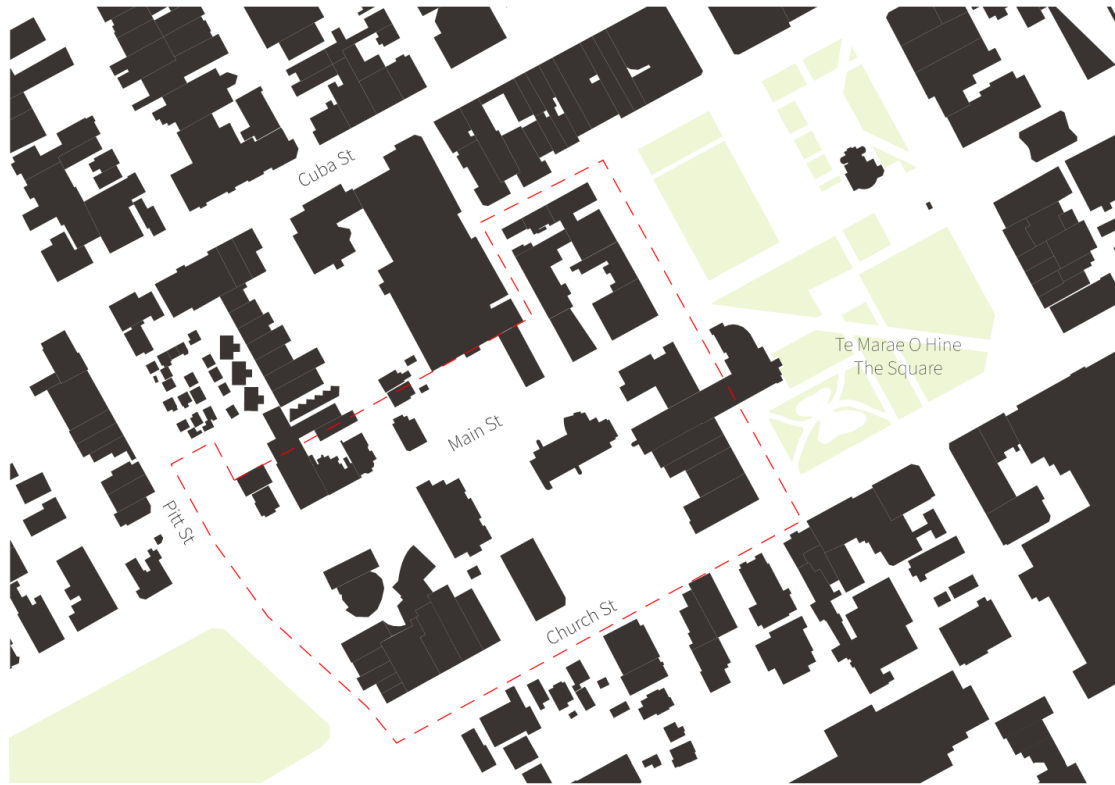 Cuba St
Te Marae O Hine
The Square
Main St
Pitt St
Church St